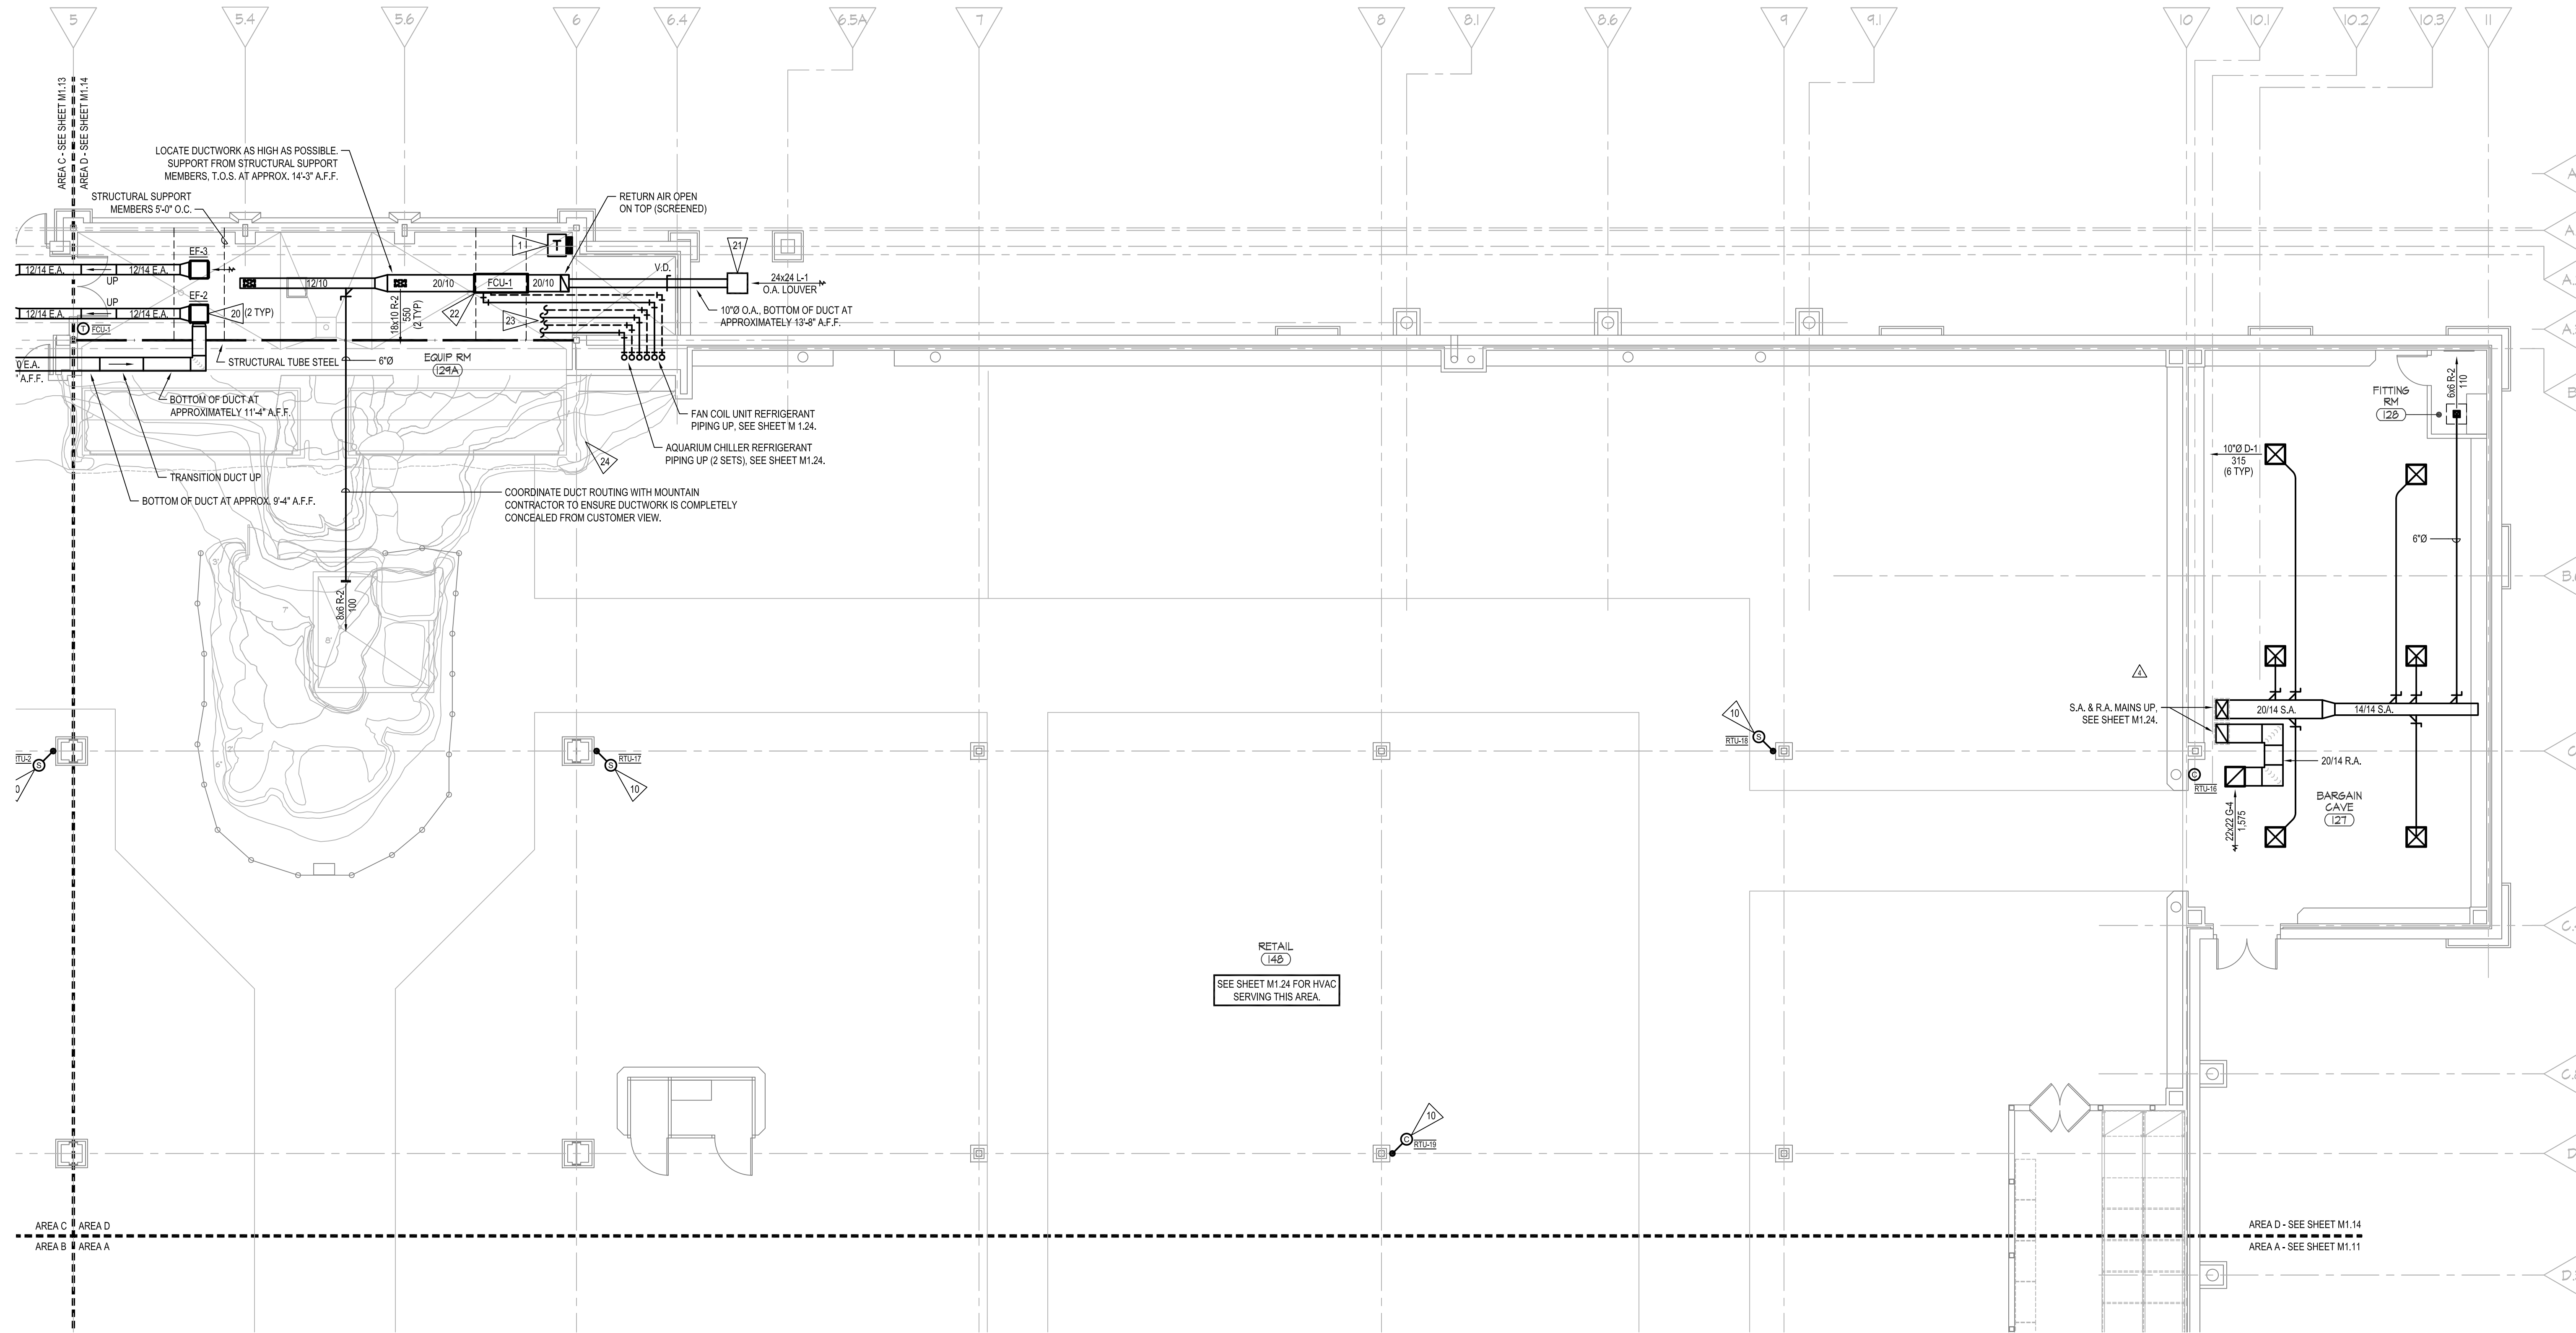 5
5.4
5.6
6
6.4
6.5A
7
8
8.1
8.6
9
9.1
10
10.1
10.2
10.3
11
AREA C - SEE SHEET M1.13
AREA D - SEE SHEET M1.14
LOCATE DUCTWORK AS HIGH AS POSSIBLE.
SUPPORT FROM STRUCTURAL SUPPORT
MEMBERS, T.O.S. AT APPROX. 14'-3" A.F.F.
STRUCTURAL SUPPORT
MEMBERS 5'-0" O.C.
RETURN AIR OPEN
ON TOP (SCREENED)
EF-3
12/14 E.A.
12/14 E.A.
UP
1
T
21
V.D.
24x24 L-1
O.A. LOUVER
12/10
20/10
FCU-1
20/10
UP
EF-2
12/14 E.A.
12/14 E.A.
20
(2 TYP)
T
FCU-1
18x10 R-2
550
(2 TYP)
22
23
10"Ø O.A., BOTTOM OF DUCT AT
APPROXIMATELY 13'-8" A.F.F.
STRUCTURAL TUBE STEEL
6"Ø
EQUIP RM
129A
E.A.
A.F.F.
BOTTOM OF DUCT AT
APPROXIMATELY 11'-4" A.F.F.
FAN COIL UNIT REFRIGERANT
PIPING UP, SEE SHEET M 1.24.
AQUARIUM CHILLER REFRIGERANT
PIPING UP (2 SETS), SEE SHEET M1.24.
24
TRANSITION DUCT UP
BOTTOM OF DUCT AT APPROX. 9'-4" A.F.F.
COORDINATE DUCT ROUTING WITH MOUNTAIN
CONTRACTOR TO ENSURE DUCTWORK IS COMPLETELY
CONCEALED FROM CUSTOMER VIEW.
3'
7'
8'
2'
6"
8x6 R-2
100
FITTING
RM
128
6x6 R-2
110
10"Ø D-1
315
(6 TYP)
6"Ø
4
S.A. & R.A. MAINS UP,
SEE SHEET M1.24.
20/14 S.A.
14/14 S.A.
20/14 R.A.
C
RTU-16
22x22 G-4
1,575
BARGAIN
CAVE
127
RTU-2
S
RTU-17
S
10
10
S
RTU-18
RETAIL
148
SEE SHEET M1.24 FOR HVAC
SERVING THIS AREA.
10
C
RTU-19
AREA C
AREA D
AREA B
AREA A
AREA D - SEE SHEET M1.14
AREA A - SEE SHEET M1.11